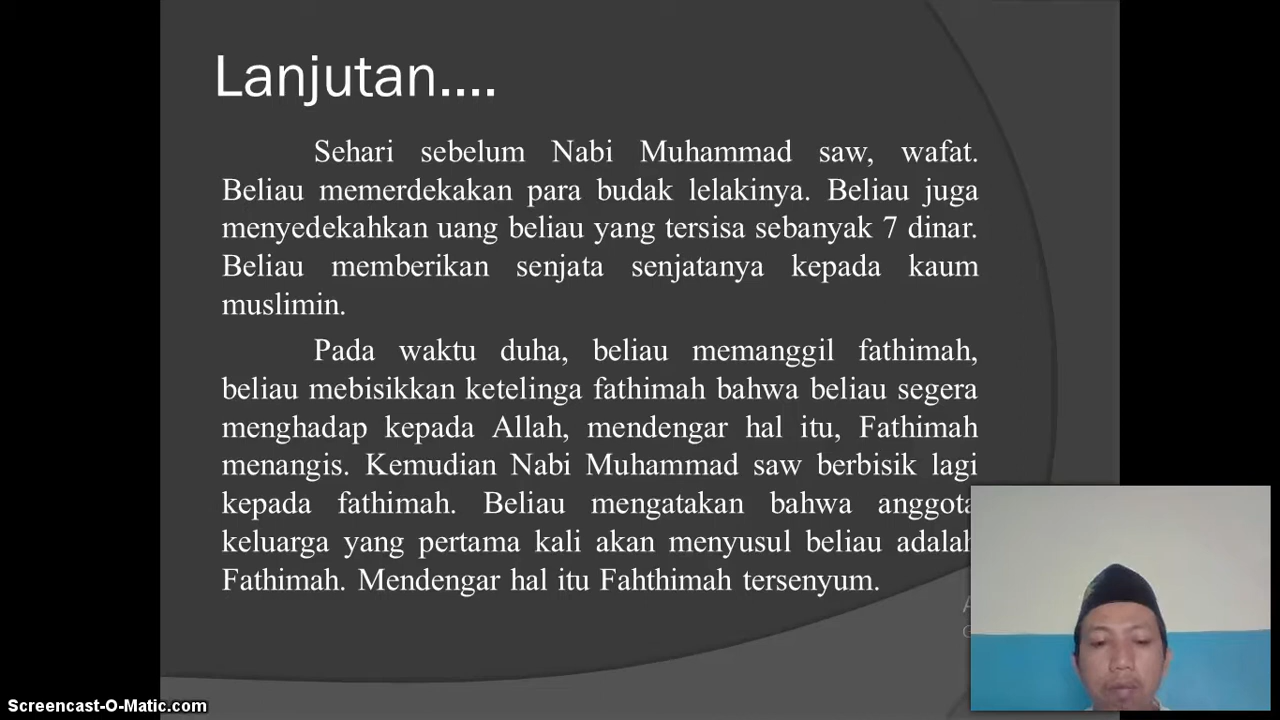 Lanjutan....
Sehari sebelum Nabi Muhammad saw, wafat.
Beliau memerdekakan para budak lelakinya. Beliau juga
menyedekahkan uang beliau yang tersisa sebanyak 7 dinar.
Beliau memberikan senjata senjatanya kepada kaum
muslimin.
Pada waktu duha, beliau memanggil fathimah,
beliau mebisikkan ketelinga fathimah bahwa beliau segera
menghadap kepada Allah, mendengar hal itu, Fathimah
menangis. Kemudian Nabi Muhammad saw berbisik lagi
kepada fathimah. Beliau mengatakan bahwa anggota
keluarga yang pertama kali akan menyusul beliau adalah
Fathimah. Mendengar hal itu Fahthimah tersenyum.
Screencast-O-Matic.com